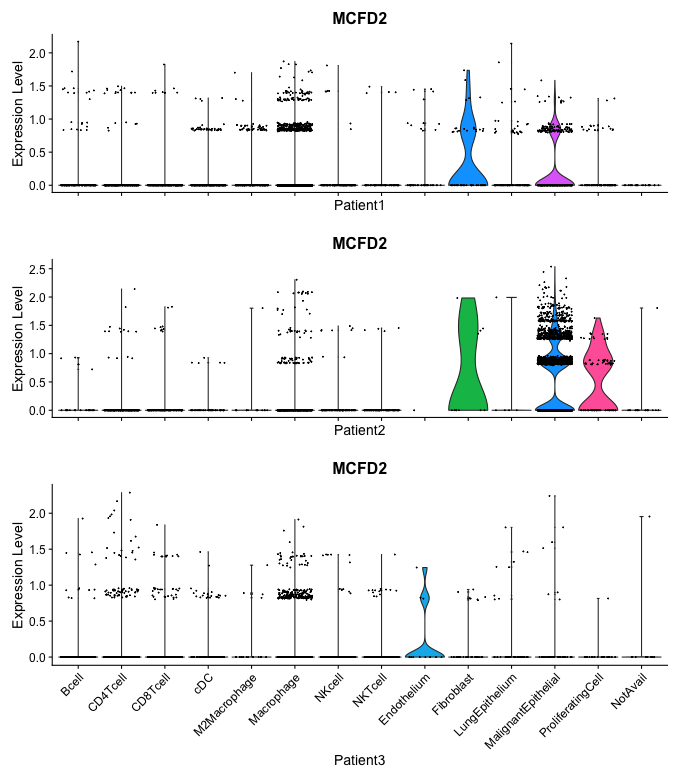 MCFD2
Expression Level
2.0
1.5
1.0
0.5
0.0
Patient1
MCFD2
Expression Level
2.5
2.0
1.5
1.0
0.5
0.0
Patient2
MCFD2
Expression Level
2.0
1.5
1.0
0.5
0.0
Bcell
CD4Tcell
CD8Tcell
cDC
M2Macrophage
Macrophage
NKcell
NKTcell
Endothelium
Fibroblast
LungEpithelium
MalignantEpithelial
ProliferatingCell
NotAvail
Patient3